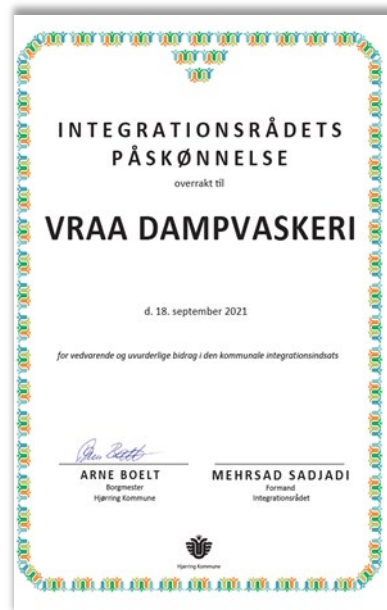 INTEGRATIONSRÅDETS
PÅSKØNNELSE
overrakt til
VRAA DAMPVASKERI
d. 18. september 2021
for vedvarende og uvurderlige bidrag i den kommunale integrationsindsats
ARNE BOELT
Borgmester
Hjørring Kommune
MEHRSAD SADJADI
Formand
Integrationsrådet
Hjørring Kommune